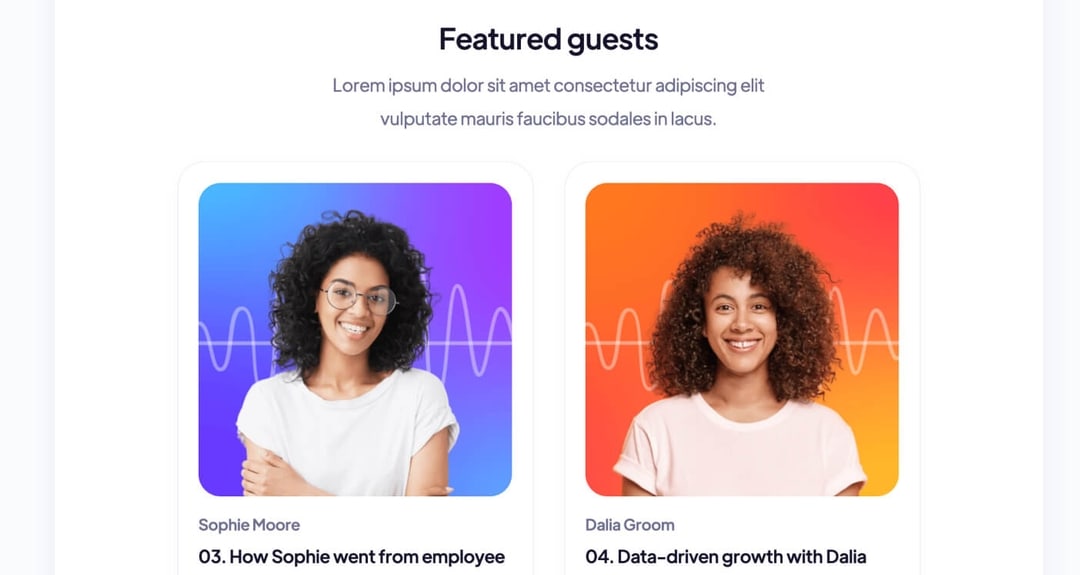 Featured guests
Lorem ipsum dolor sit amet consectetur adipiscing elit
vulputate mauris faucibus sodales in lacus.
Sophie Moore
03. How Sophie went from employee
Dalia Groom
04. Data-driven growth with Dalia